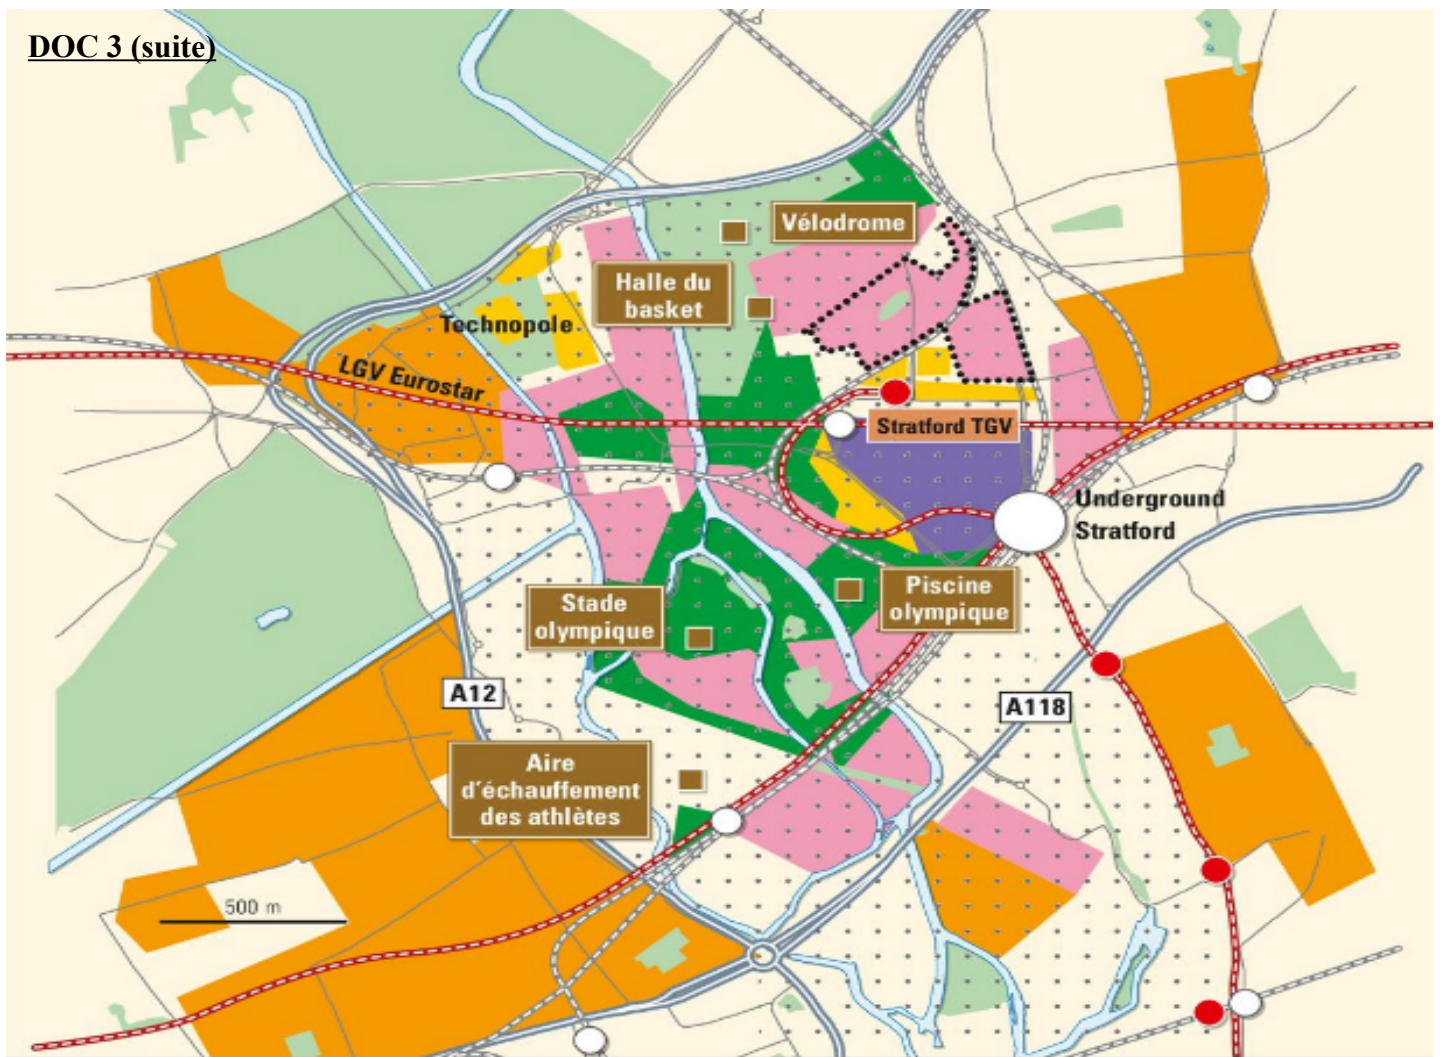 DOC 3 (suite)
Vélodrome
Halle du
basket
Technopole
LGV Eurostar
Stratford TGV
Underground
Stratford
Piscine
olympique
Stade
olympique
A12
A118
Aire
d'échauffement
des athlètes
500 m